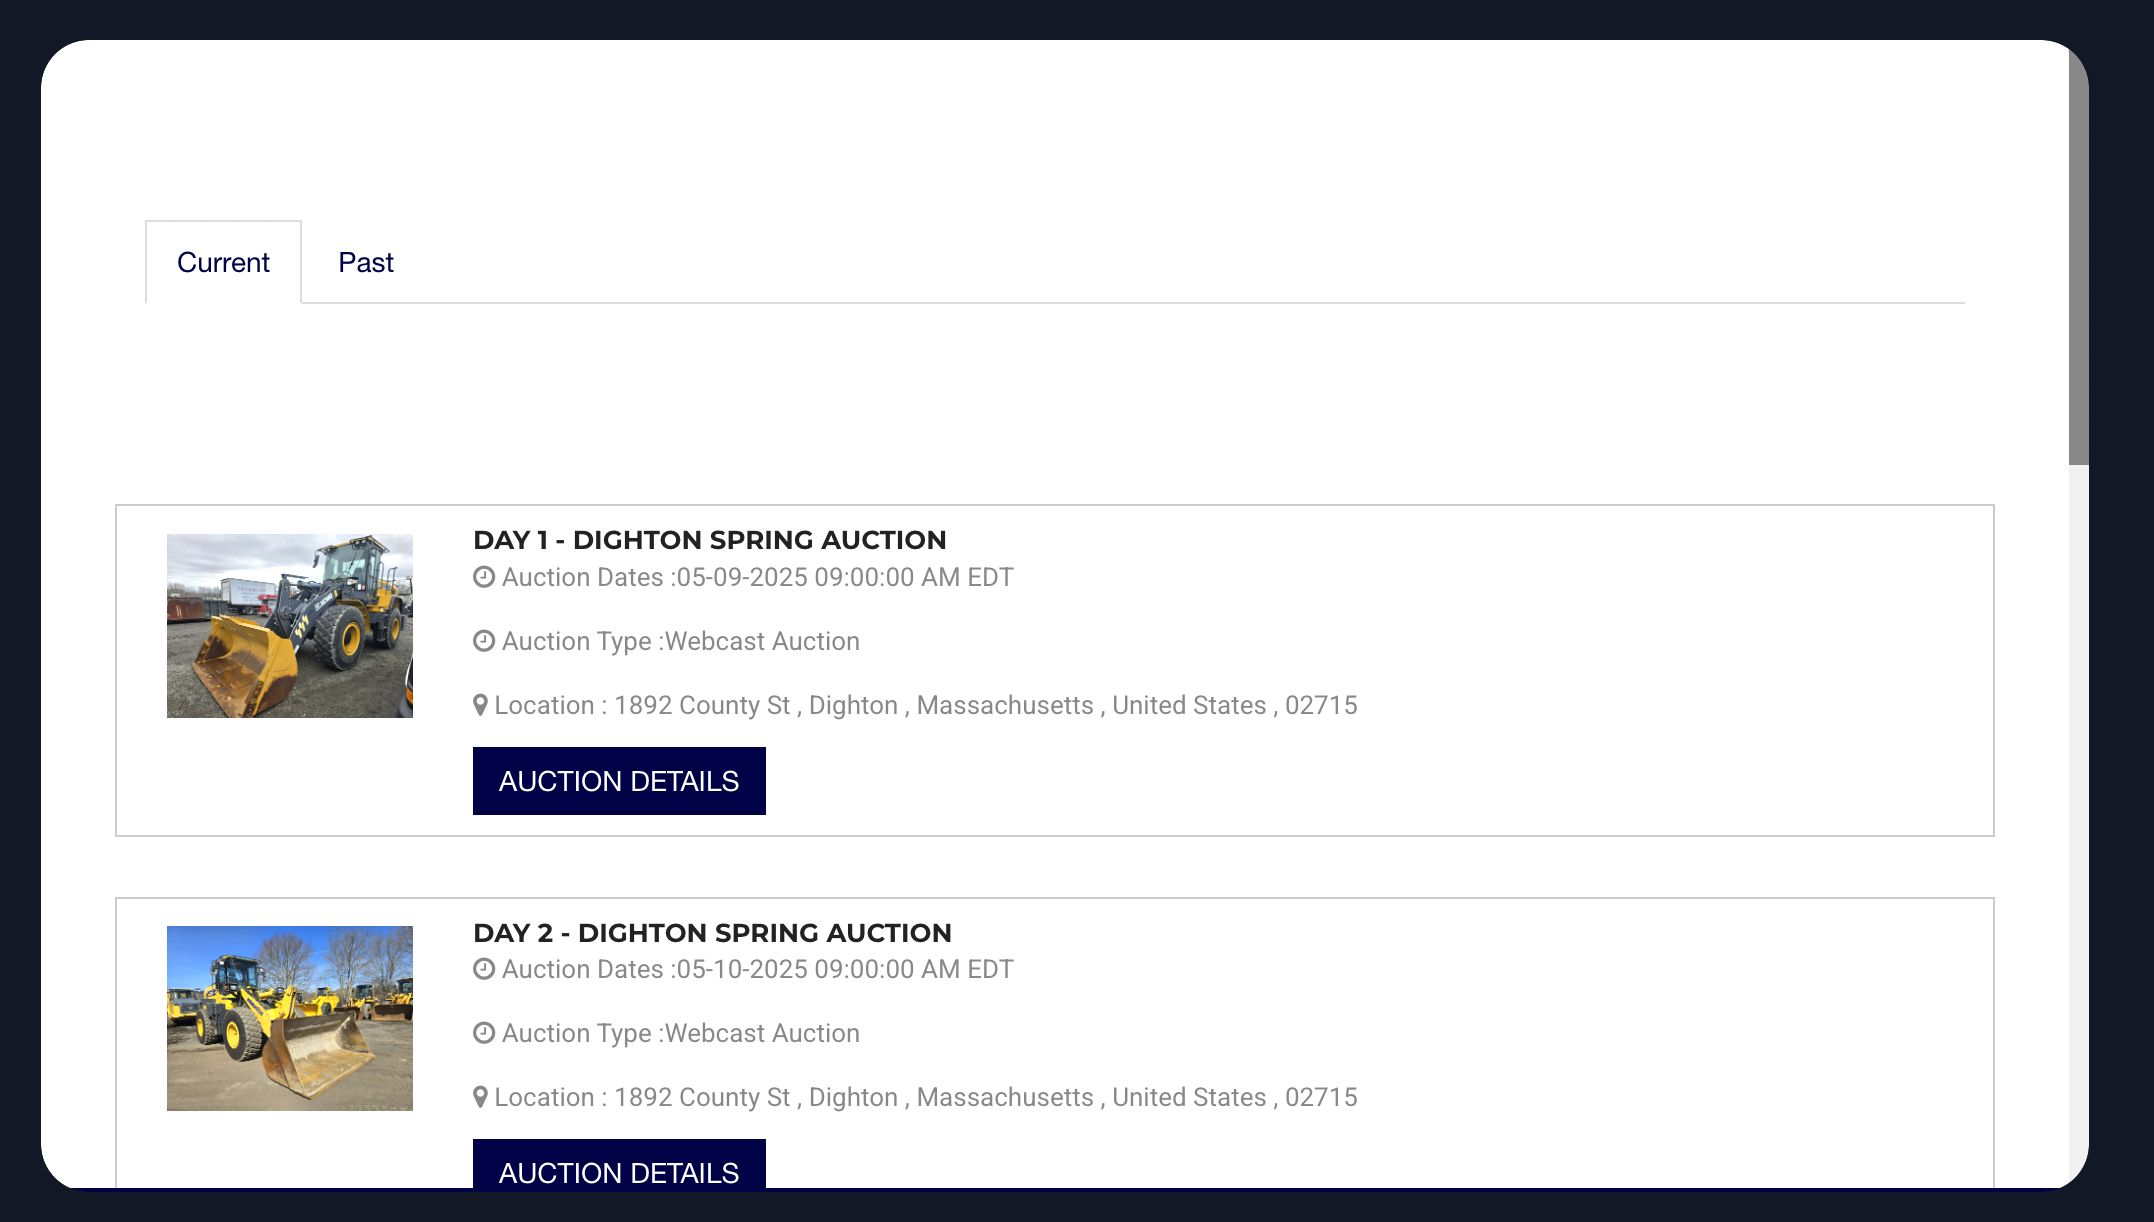 Current
Past
DAY 1 - DIGHTON SPRING AUCTION
Auction Dates :05-09-2025 09:00:00 AM EDT
Auction Type :Webcast Auction
Location : 1892 County St , Dighton , Massachusetts , United States , 02715
AUCTION DETAILS
DAY 2 - DIGHTON SPRING AUCTION
Auction Dates :05-10-2025 09:00:00 AM EDT
Auction Type :Webcast Auction
Location : 1892 County St , Dighton , Massachusetts , United States , 02715
AUCTION DETAILS